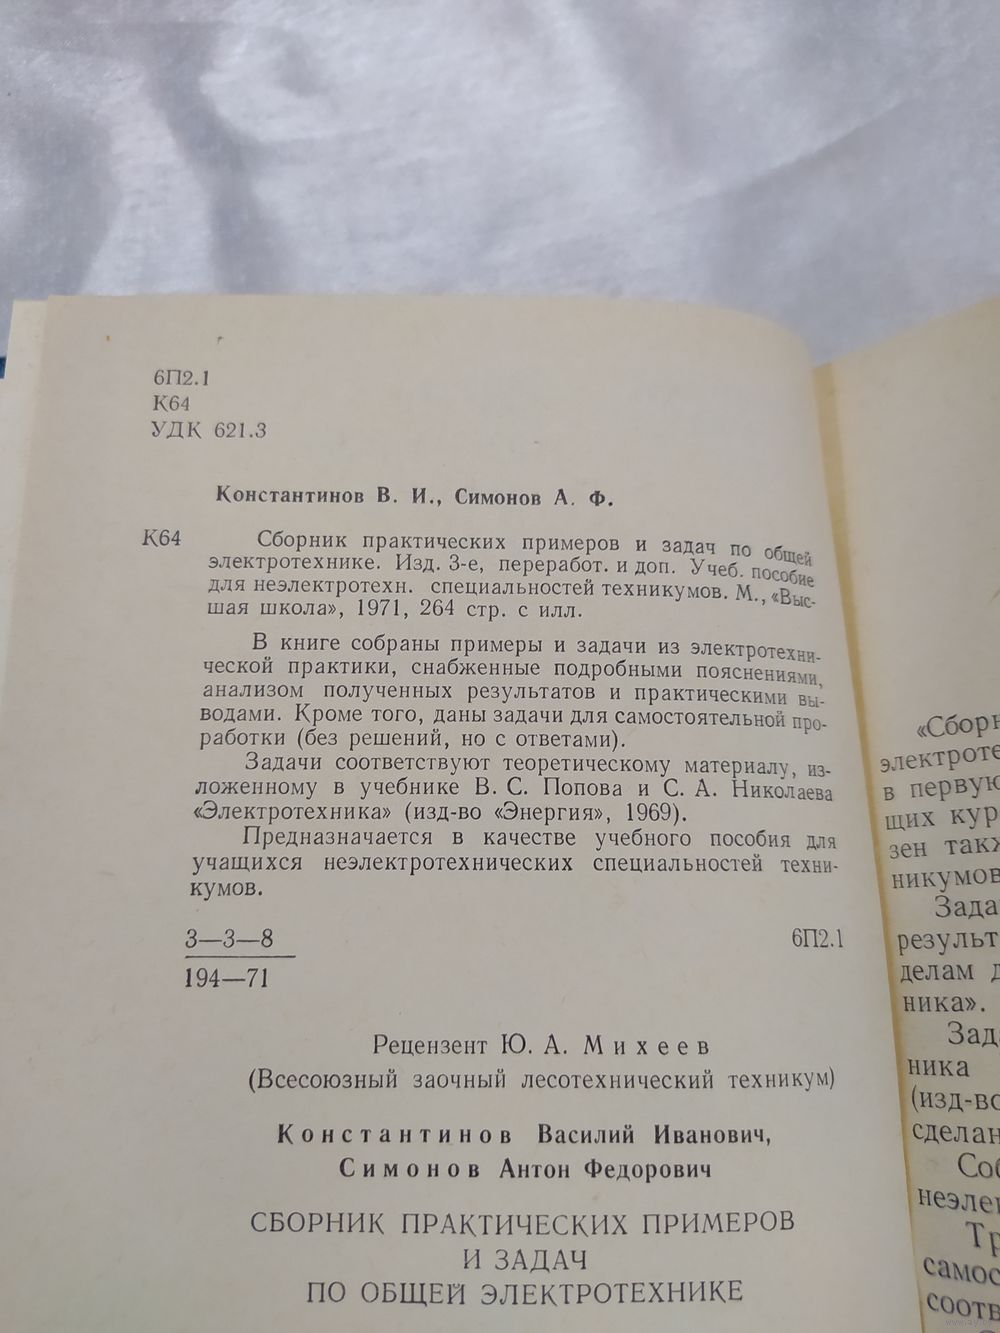 6П2.1
К64
УДК 621.3
Константинов В. И., Симонов А. Ф.
К64 Сборник практических примеров и задач по общей
электротехнике. Изд. 3-е, переработ. и доп. Учеб. пособие
для неэлектротехн. специальностей техникумов. М., «Выс-
шая школа», 1971, 264 стр. с илл.
В книге собраны примеры и задачи из электротехни-
ческой практики, снабженные подробными пояснениями,
анализом полученных результатов и практическими вы-
водами. Кроме того, даны задачи для самостоятельной про-
работки (без решений, но с ответами).
Задачи соответствуют теоретическому материалу, из-
ложенному в учебнике В. С. Попова и С. А. Николаева
«Электротехника» (изд-во «Энергия», 1969).
Предназначается в качестве учебного пособия для
учащихся неэлектротехнических специальностей техни-
кумов.
3—3—8
194—71
6П2.1
Рецензент Ю. А. Михеев
(Всесоюзный заочный лесотехнический техникум)
Константинов Василий Иванович,
Симонов Антон Федорович
СБОРНИК ПРАКТИЧЕСКИХ ПРИМЕРОВ
И ЗАДАЧ
ПО ОБЩЕЙ ЭЛЕКТРОТЕХНИКЕ
«Сборн
электроте
в первую
щих кур
зен такж
никумов
Зада
результ
делам д
ника».
Зада
ника
(изд-во
сделан
Соб
неэлек
Тр
самос
соотв